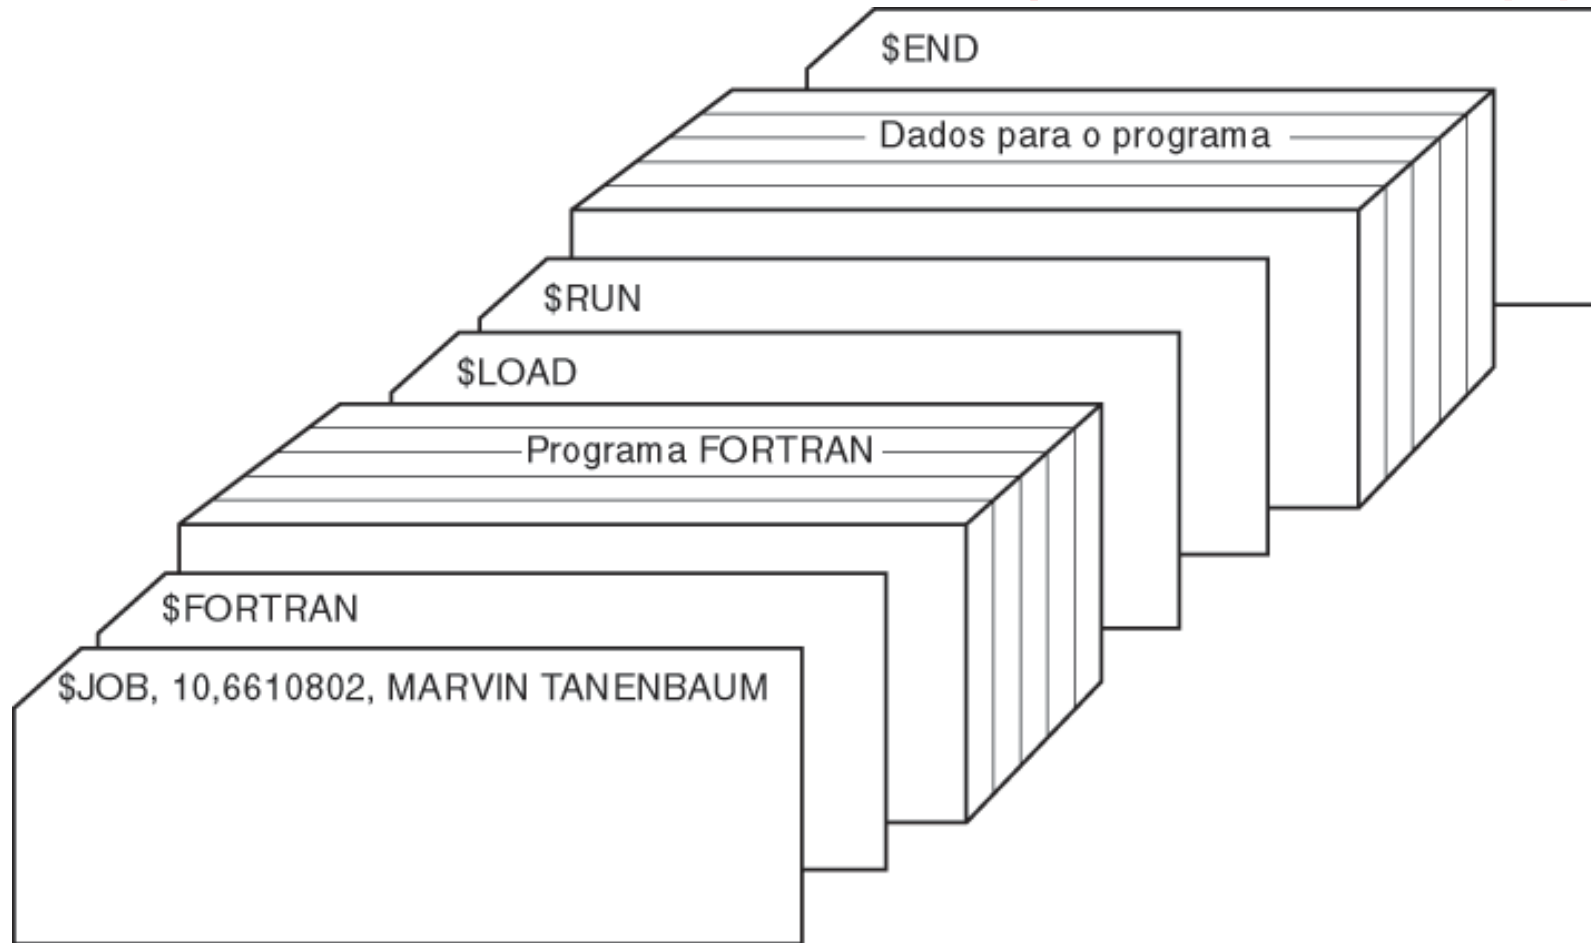 $END
Dados para o programa
$RUN
$LOAD
Programa FORTRAN
$FORTRAN
$JOB, 10,6610802, MARVIN TANENBAUM